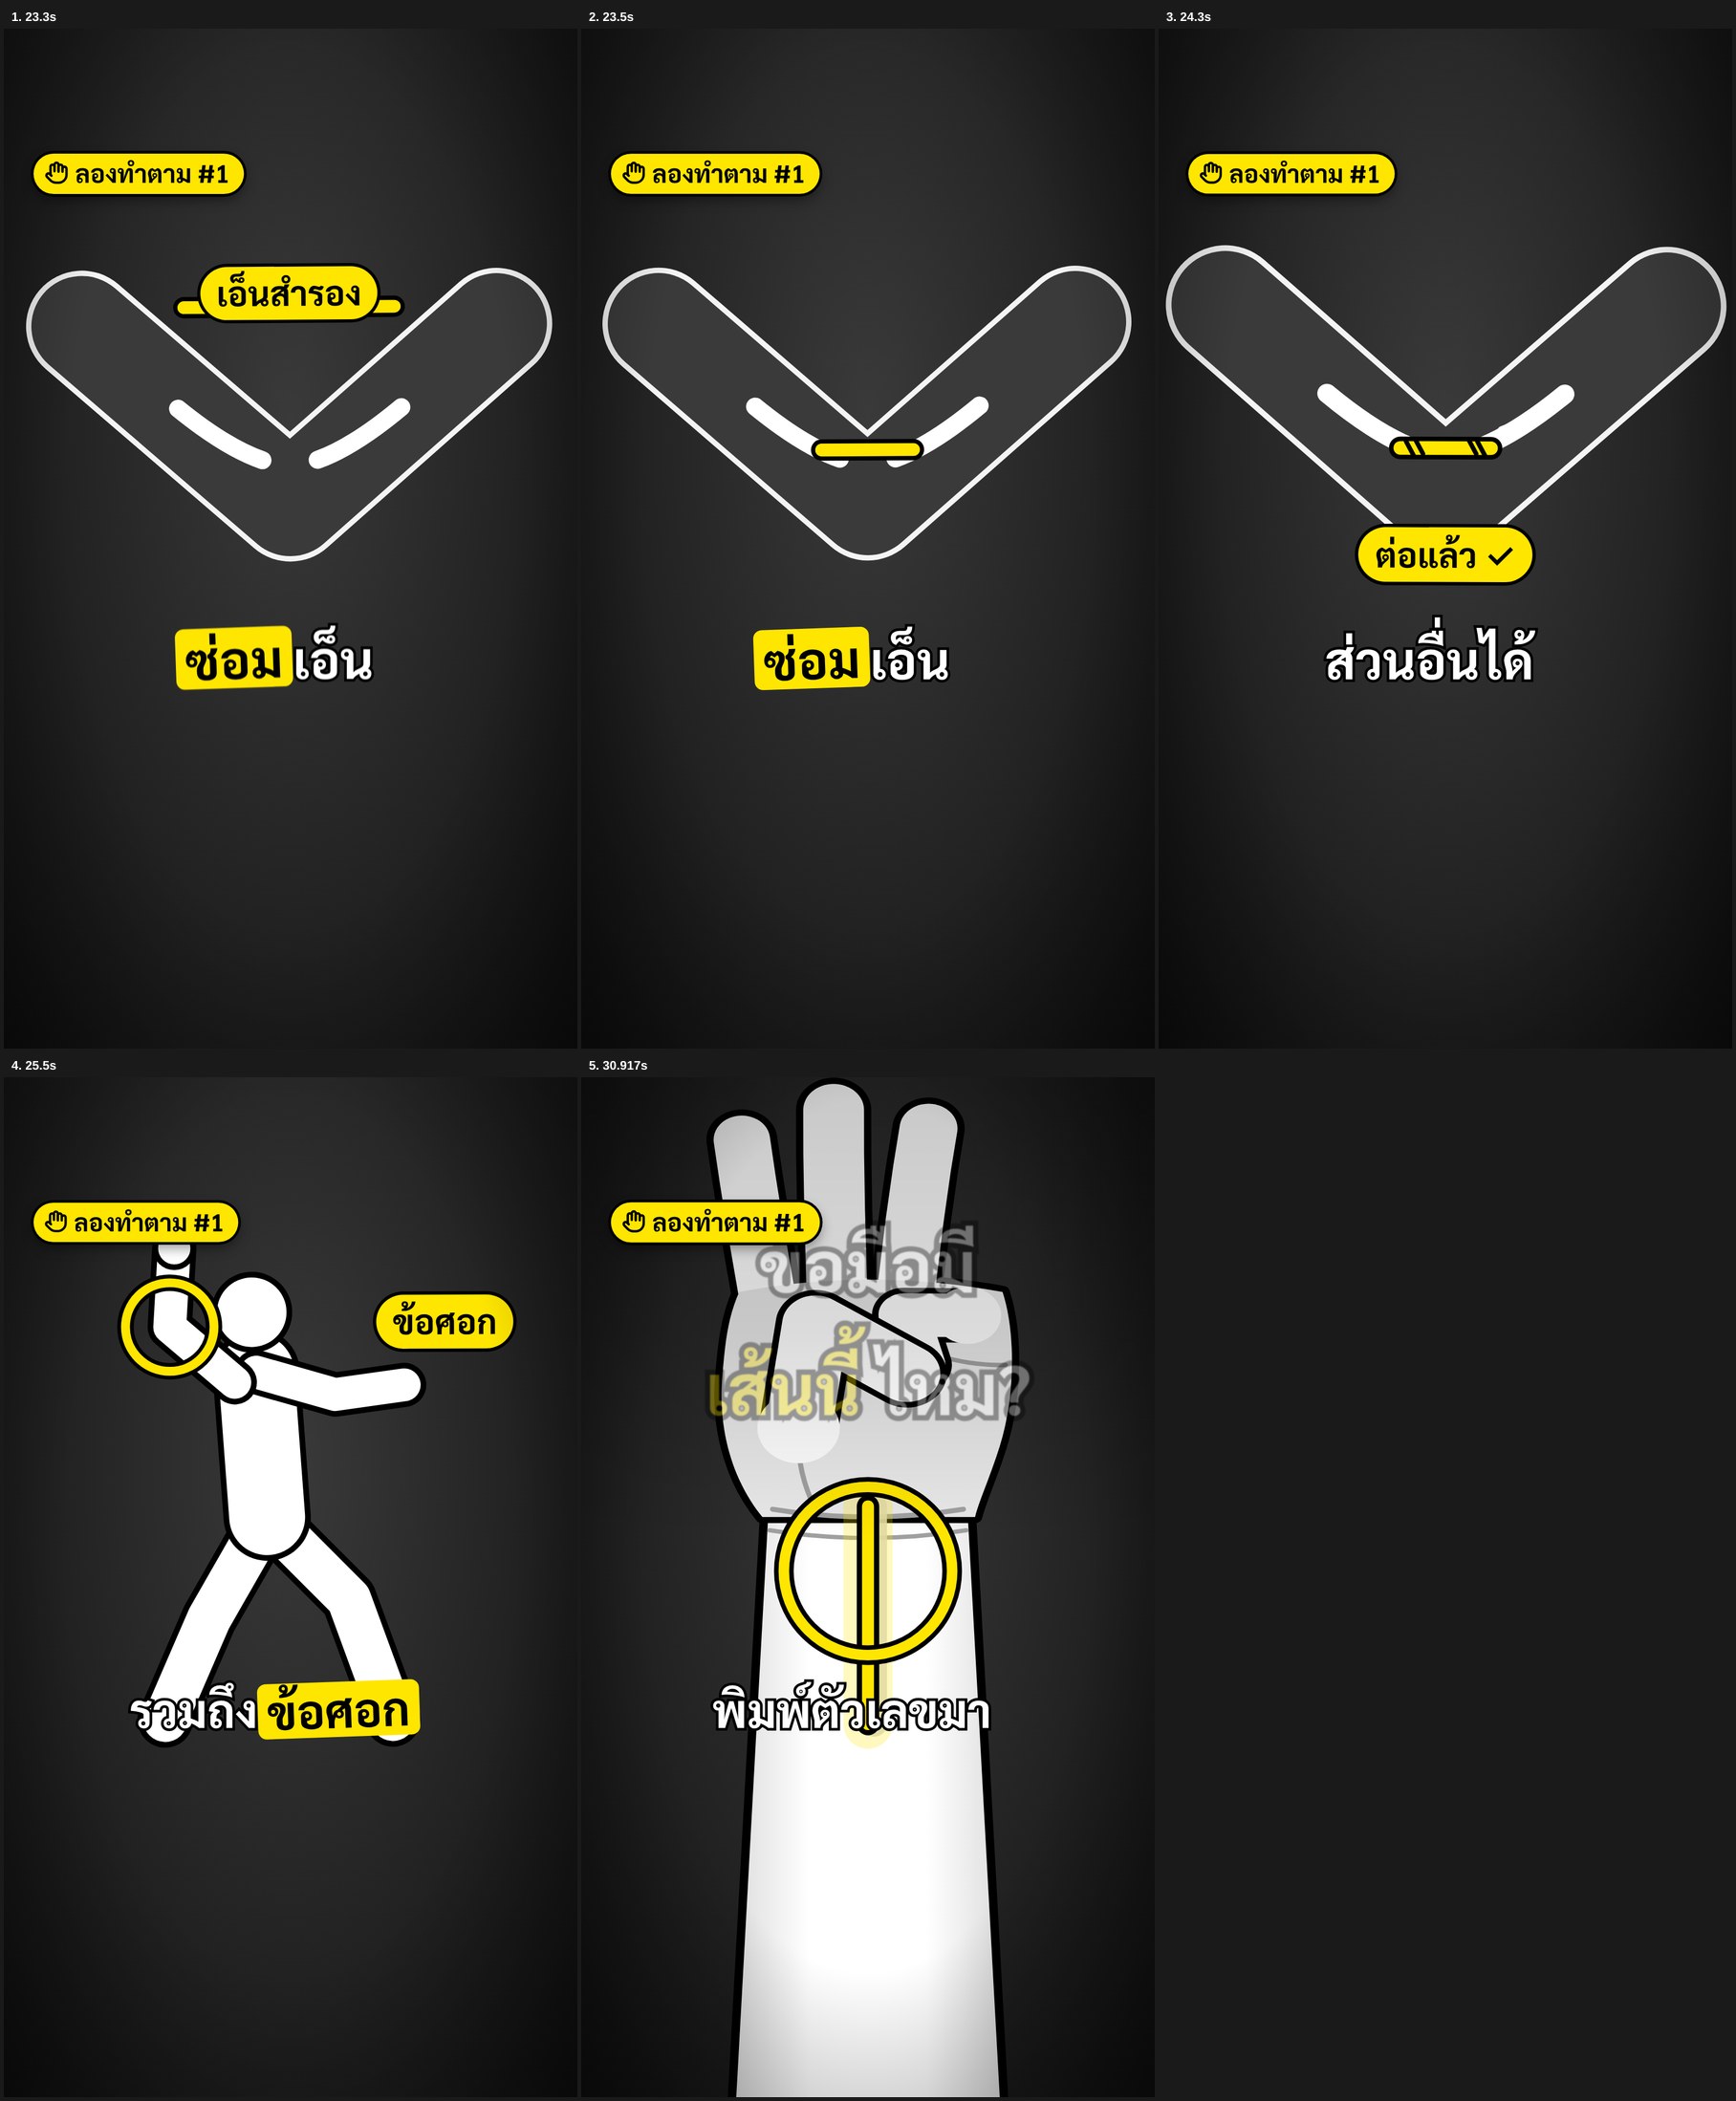 1. 23.3s
ลองทำตาม #1
เอ็นสำรอง
ซ่อมเอ็น
2. 23.5s
ลองทำตาม #1
ซ่อมเอ็น
3. 24.3s
ลองทำตาม #1
ต่อแล้ว
ส่วนอื่นได้
4. 25.5s
ลองทำตาม #1
ข้อศอก
รวมถึงข้อศอก
5. 30.917s
ลองทำตาม #1
ขอมือมี
เส้นนี้ไหม?
พิมพ์ตัวเลขมา